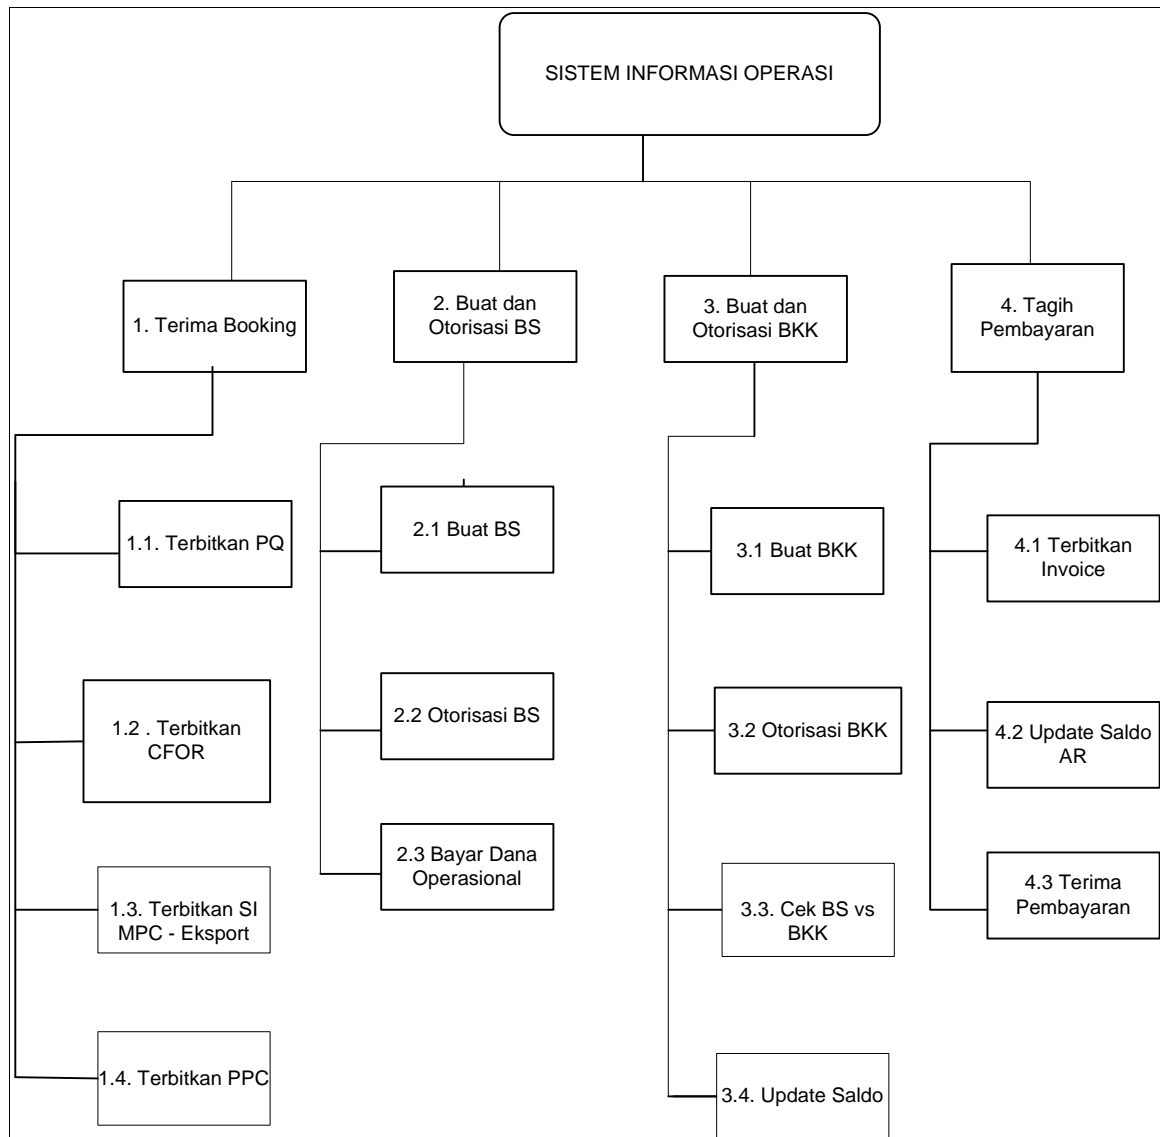 SISTEM INFORMASI OPERASI
1. Terima Booking
2. Buat dan
Otorisasi BS
3. Buat dan
Otorisasi BKK
4. Tagih
Pembayaran
1.1. Terbitkan PQ
1.2 . Terbitkan
CFOR
1.3. Terbitkan SI
MPC - Eksport
1.4. Terbitkan PPC
2.1 Buat BS
2.2 Otorisasi BS
2.3 Bayar Dana
Operasional
3.1 Buat BKK
3.2 Otorisasi BKK
3.3. Cek BS vs
BKK
3.4. Update Saldo
4.1 Terbitkan
Invoice
4.2 Update Saldo
AR
4.3 Terima
Pembayaran